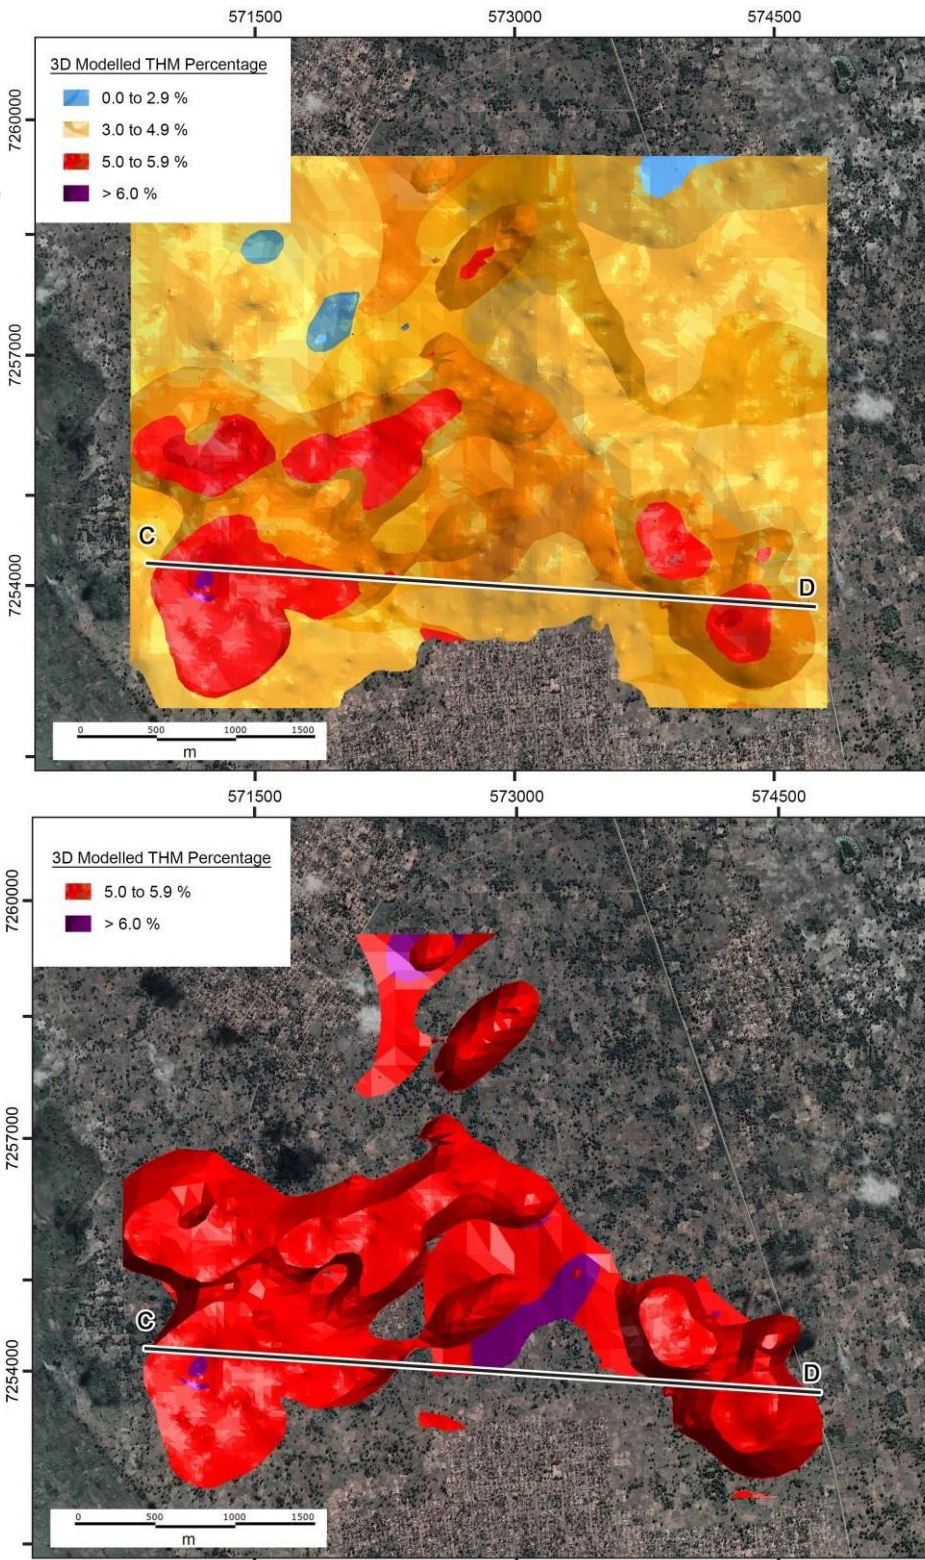 571500 573000 574500
3D Modelled THM Percentage
0.0 to 2.9 %
3.0 to 4.9 %
5.0 to 5.9 %
> 6.0 %
7260000
7257000
7254000
C
D
0 500 1000 1500
m
571500 573000 574500
3D Modelled THM Percentage
5.0 to 5.9 %
> 6.0 %
7260000
7257000
7254000
C
D
0 500 1000 1500
m